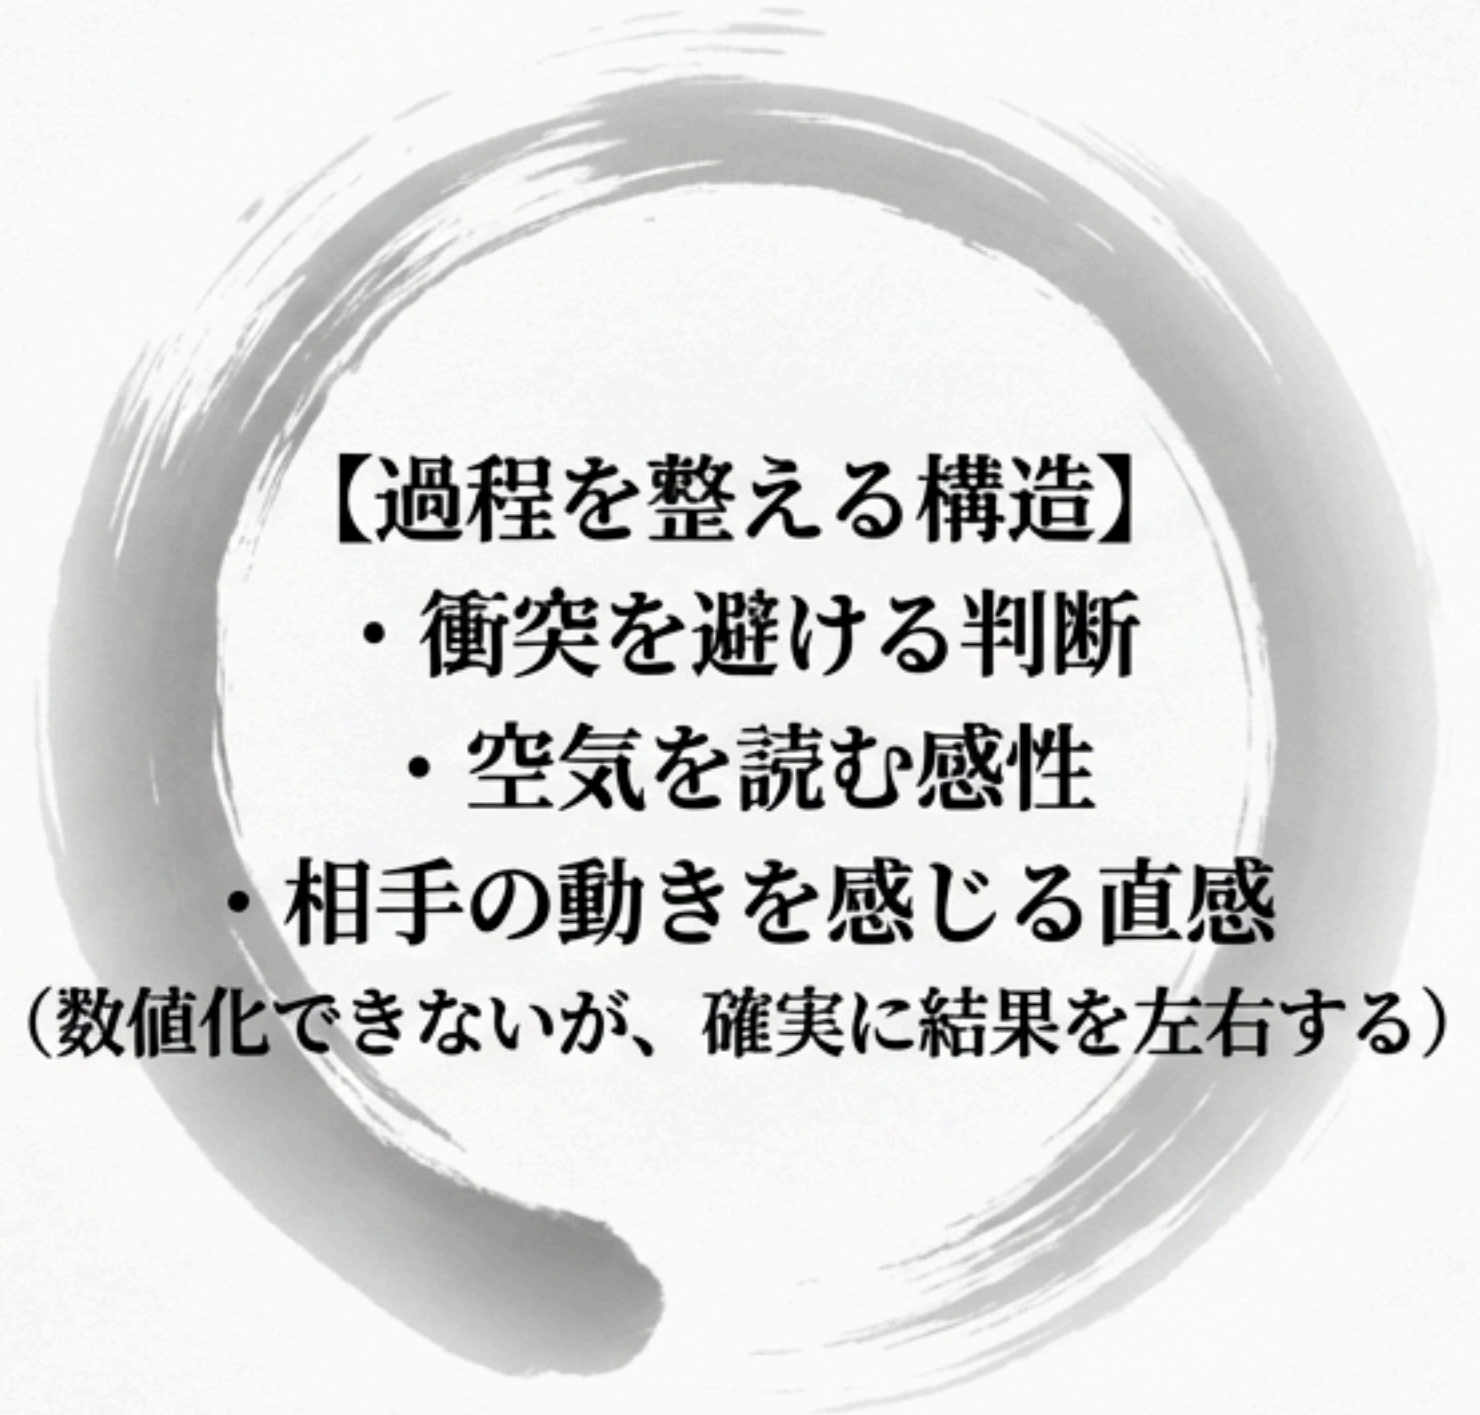 【過程を整える構造】
・衝突を避ける判断
・空気を読む感性
・相手の動きを感じる直感
（数値化できないが、確実に結果を左右する）